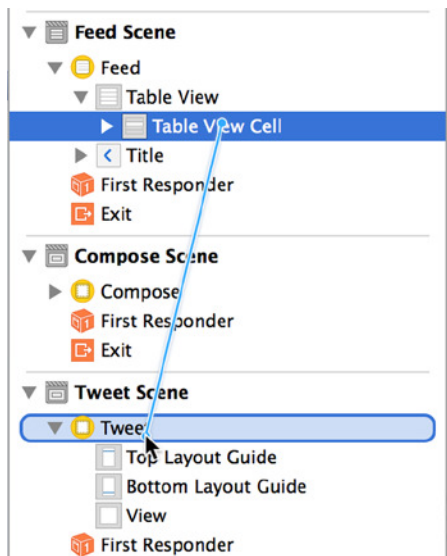 Feed Scene
Feed
Table View
Table View Cell
Title
First Responder
Exit
Compose Scene
Compose
First Responder
Exit
Tweet Scene
Tweet
Top Layout Guide
Bottom Layout Guide
View
First Responder